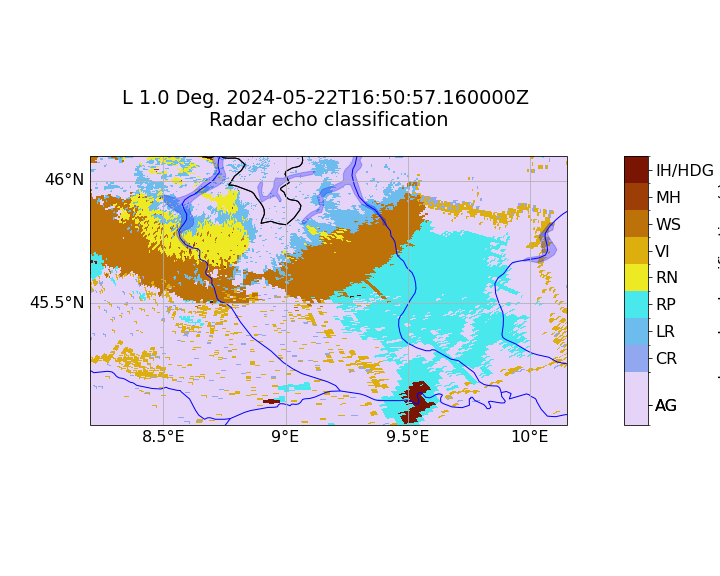 L 1.0 Deg. 2024-05-22T16:50:57.160000Z
Radar echo classification
46°N
45.5°N
8.5°E
9°E
9.5°E
10°E
IH/HDG
MH
WS
VI
RN
RP
LR
CR
AG